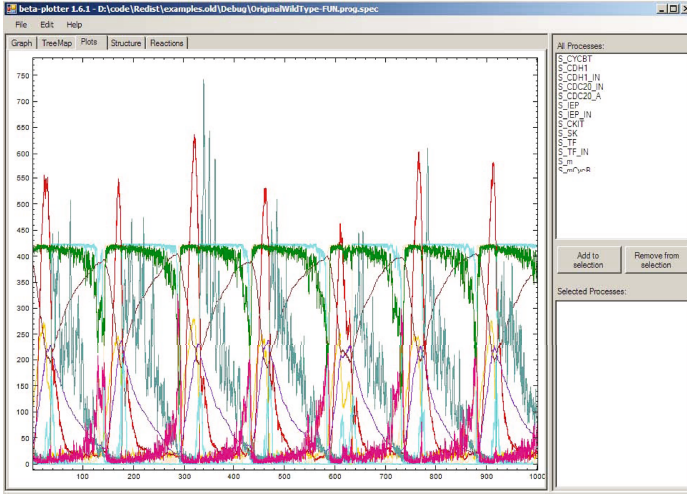 beta-plotter 1.6.1 - D:\code\Redist\examples.old\Debug\OriginalWildType-FUN.prog.spec
File Edit Help
Graph TreeMap Plots Structure Reactions
All Processes:
S_CYCBT
S_CDH1
S_CDH1_IN
S_CDC20_IN
S_CDC20_A
S_IEP
S_IEP_IN
S_CKIT
S_SK
S_TF
S_TF_IN
S_m
S_mCycB
Add to selection
Remove from selection
Selected Processes:
750
700
650
600
550
500
450
400
350
300
250
200
150
100
50
0
0 100 200 300 400 500 600 700 800 900 1000